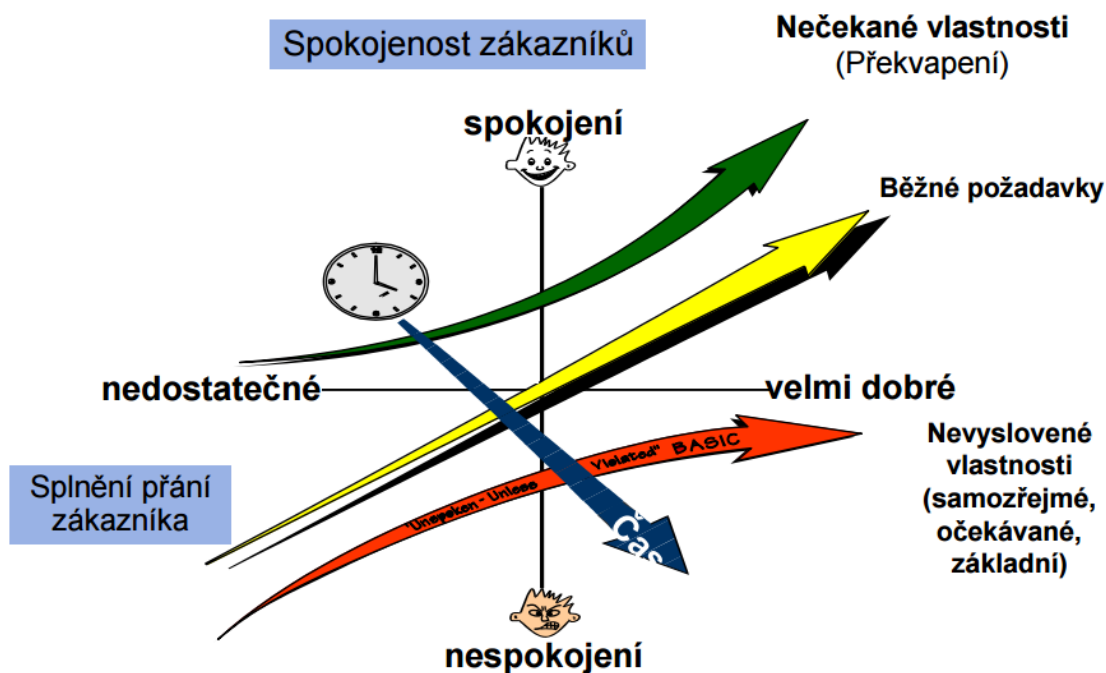 Spokojenost zákazníků
Nečekané vlastnosti
(Překvapení)
spokojení
Běžné požadavky
nedostatečné
velmi dobré
"Unspoken - Unless Violated" BASIC
Nevyslovené
vlastnosti
(samozřejmé,
očekávané,
základní)
Splnění přání
zákazníka
Čas
nespokojení